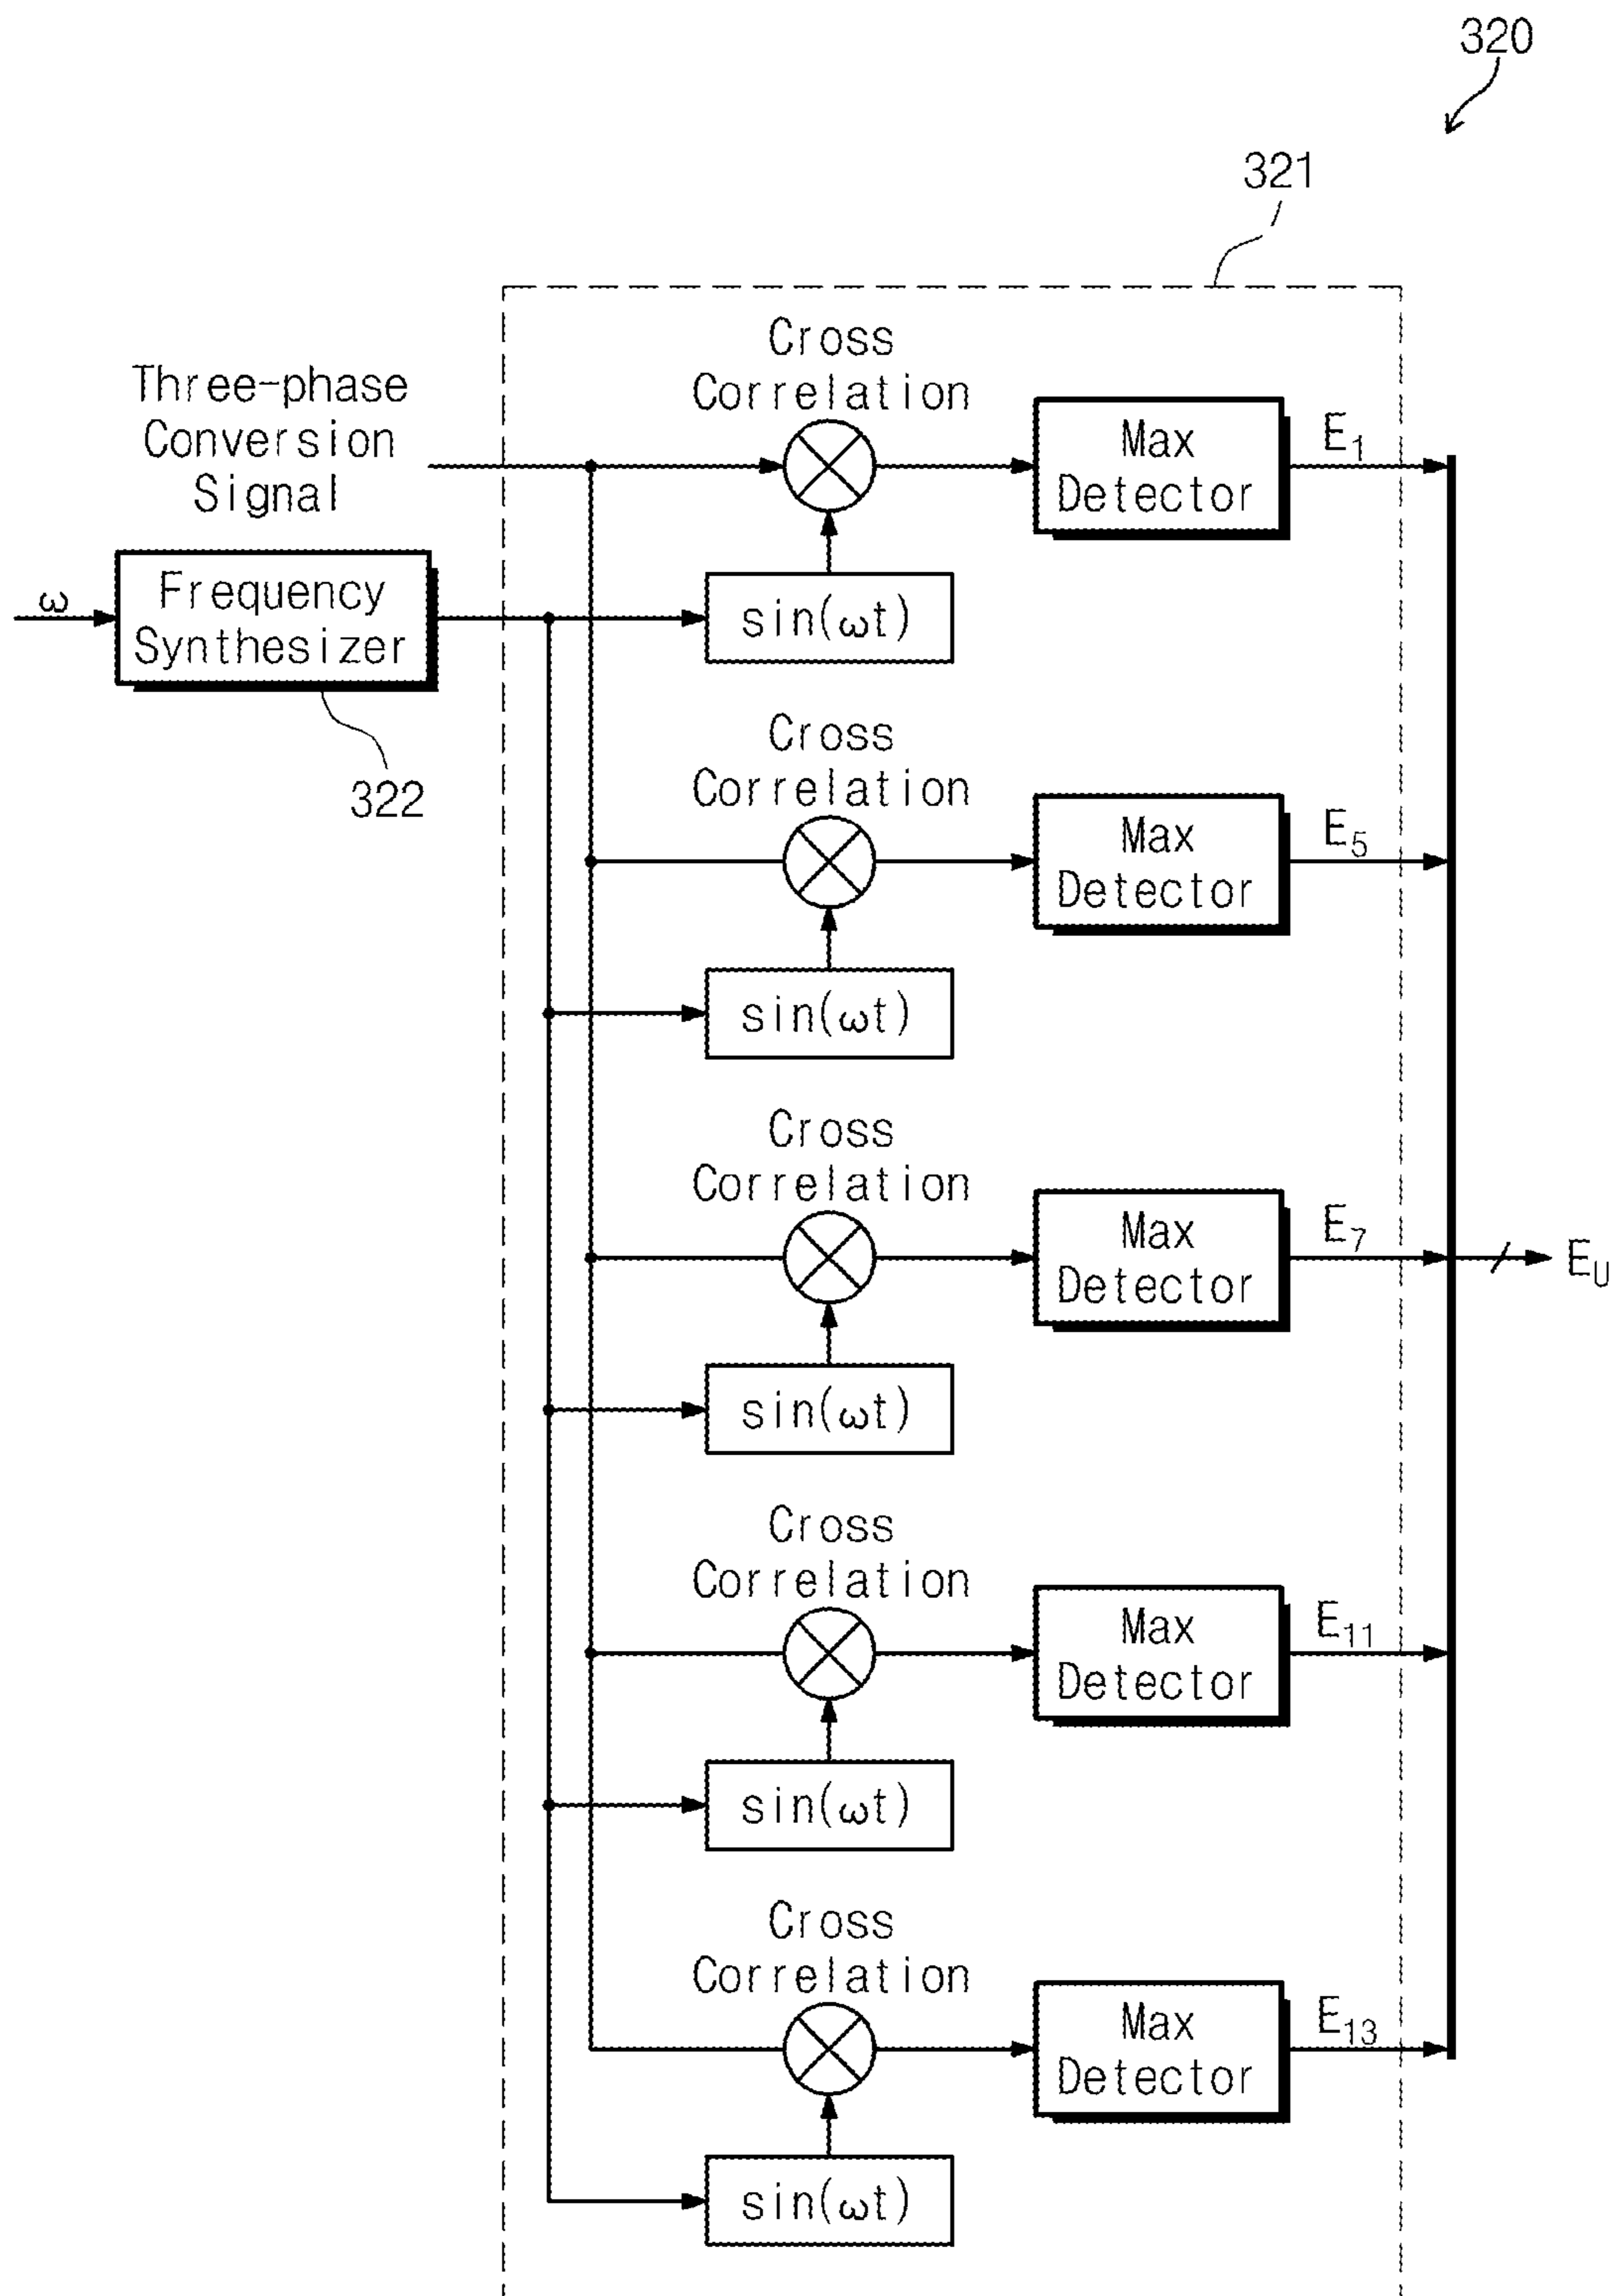 320
321
Three-phase
Conversion
Signal
Cross
Correlation
Max
Detector
E₁
ω
Frequency
Synthesizer
322
sin(ωt)
Cross
Correlation
Max
Detector
E₅
sin(ωt)
Cross
Correlation
Max
Detector
E₇
E_U
sin(ωt)
Cross
Correlation
Max
Detector
E₁₁
sin(ωt)
Cross
Correlation
Max
Detector
E₁₃
sin(ωt)